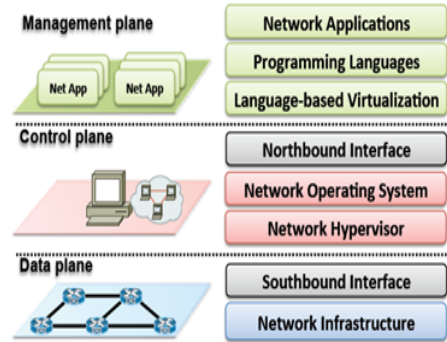 Management plane
Net App
Net App
Network Applications
Programming Languages
Language-based Virtualization
Control plane
Northbound Interface
Network Operating System
Network Hypervisor
Data plane
Southbound Interface
Network Infrastructure